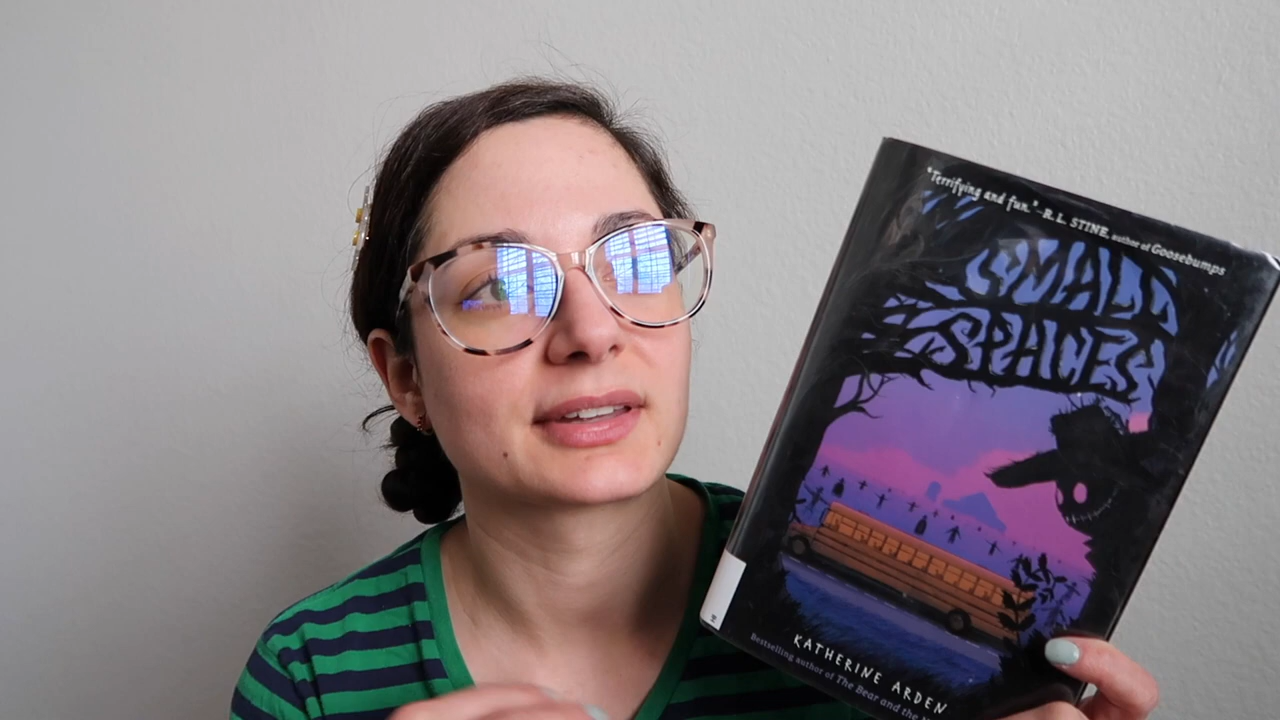 "Terrifying and fun." –R.L. STINE, author of Goosebumps
SMALL
SPACES
KATHERINE ARDEN
Bestselling author of The Bear and the